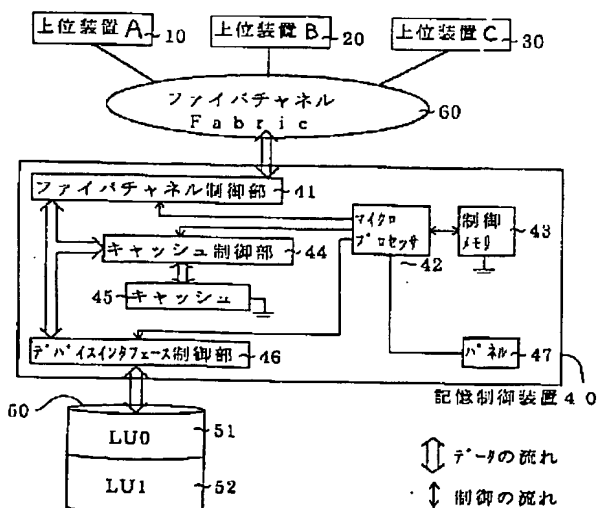 上位装置A 10
上位装置B 20
上位装置C 30
ファイバチャネル
Fabric
60
ファイバチャネル制御部 41
マイクロ
プロセッサ
42
制御
メモリ
43
キャッシュ制御部 44
45 キャッシュ
デバイスインタフェース制御部 46
パネル 47
記憶制御装置40
60
LU0 51
LU1 52
データの流れ
制御の流れ